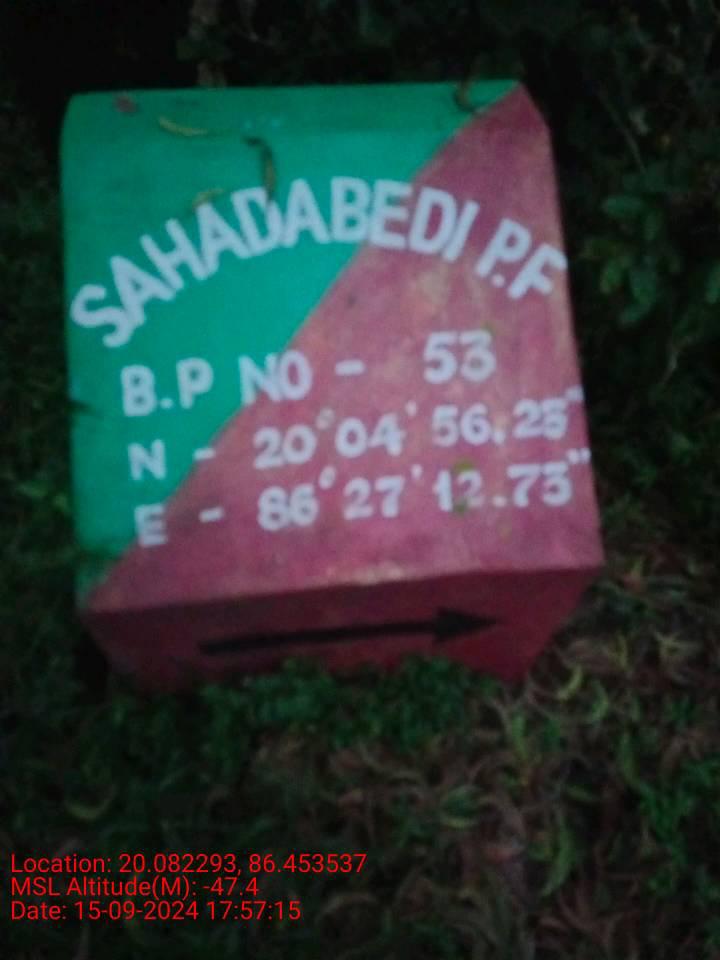 SAHADABEDI P.F
B.P NO - 53
N - 20°04' 56.25"
E - 86°27' 12.73"
Location: 20.082293, 86.453537
MSL Altitude(M): -47.4
Date: 15-09-2024 17:57:15